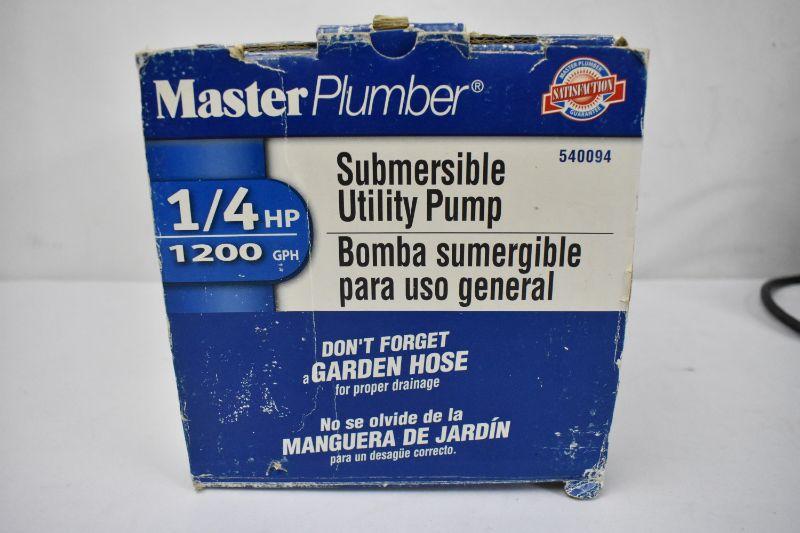 Master Plumber®
MASTER PLUMBER
SATISFACTION
GUARANTEE
540094
1/4 HP
1200 GPH
Submersible
Utility Pump
Bomba sumergible
para uso general
DON'T FORGET
a GARDEN HOSE
for proper drainage
No se olvide de la
MANGUERA DE JARDÍN
para un desagüe correcto.